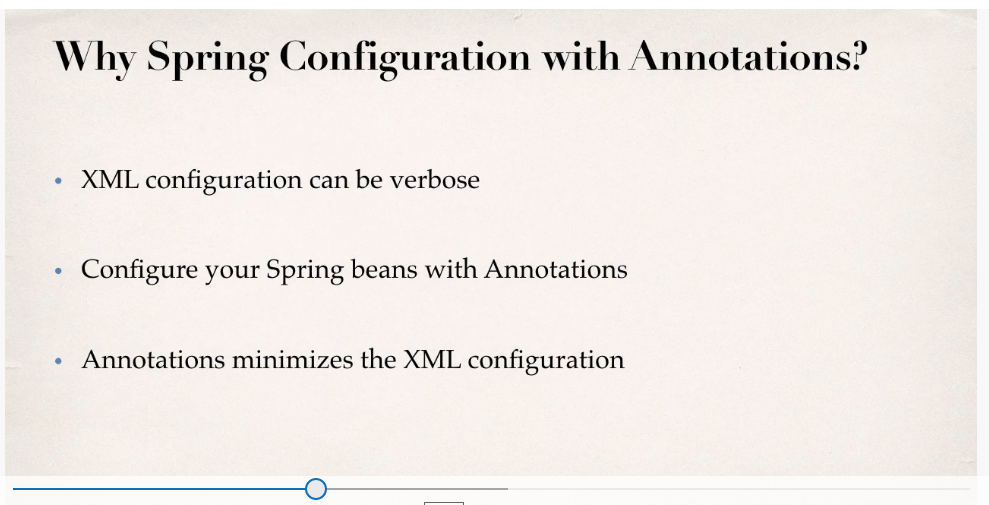 Why Spring Configuration with Annotations?
• XML configuration can be verbose
• Configure your Spring beans with Annotations
• Annotations minimizes the XML configuration